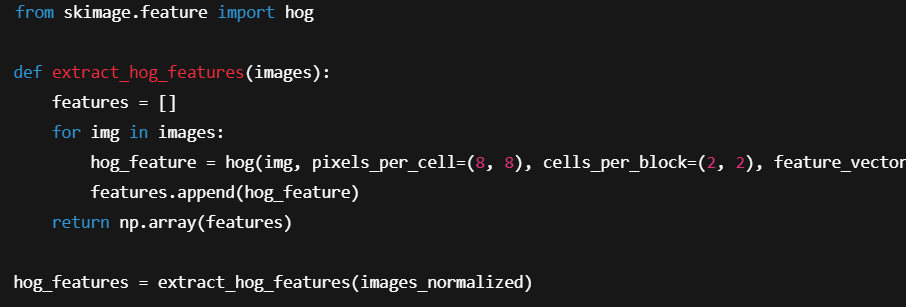 from skimage.feature import hog
def extract_hog_features(images):
    features = []
    for img in images:
        hog_feature = hog(img, pixels_per_cell=(8, 8), cells_per_block=(2, 2), feature_vector
        features.append(hog_feature)
    return np.array(features)
hog_features = extract_hog_features(images_normalized)